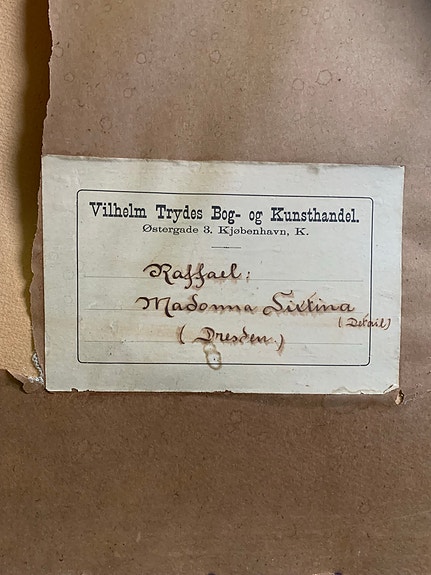 Vilhelm Trydes Bog- og Kunsthandel.
Østergade 3. Kjøbenhavn, K.
Raffael:
Madonna Sixtina
(Detail)
(Dresden)